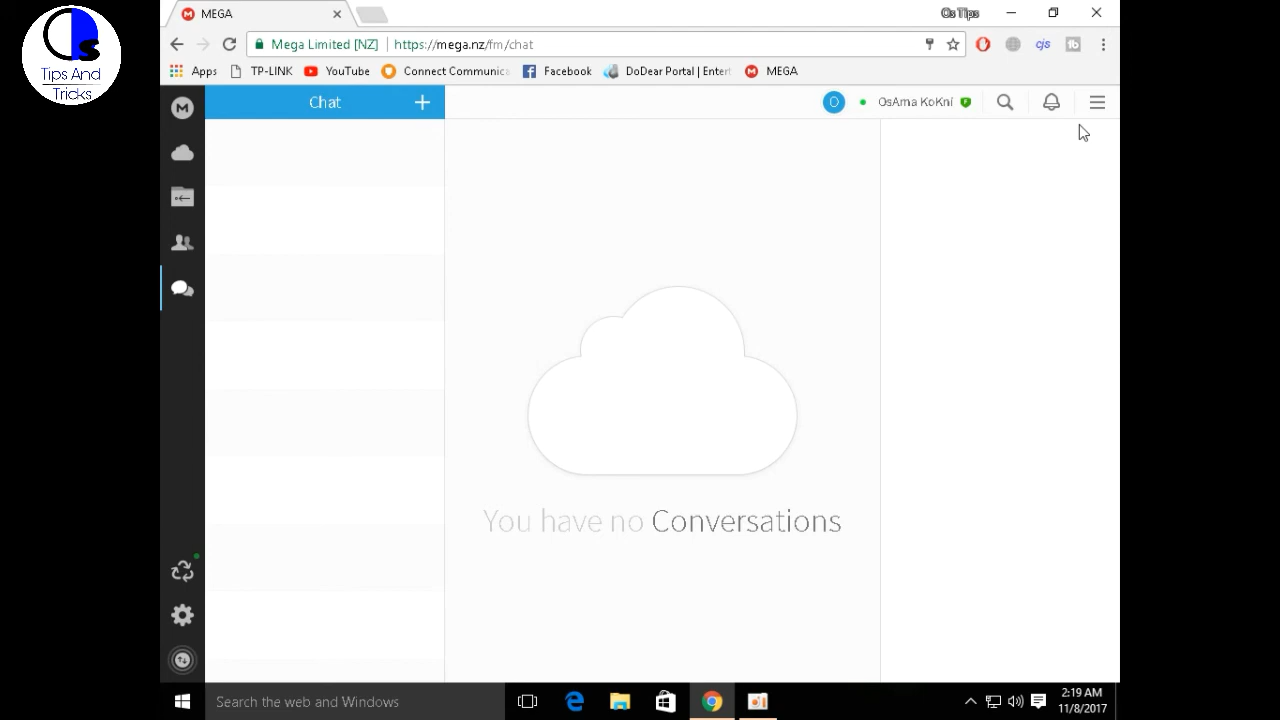 Os
Tips And
Tricks
MEGA
Os Tips
Mega Limited [NZ] https://mega.nz/fm/chat
cjs
Apps TP-LINK YouTube Connect Communica Facebook DoDear Portal | Entert MEGA
Chat
O OsAma KoKni
You have no Conversations
Search the web and Windows
2:19 AM
11/8/2017